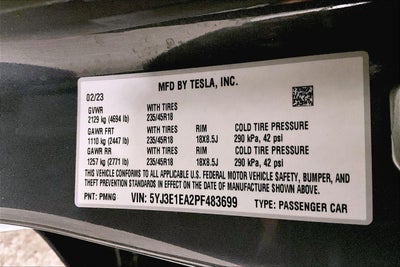 MFD BY TESLA, INC.
02/23
GVWR WITH TIRES
2129 kg (4694 lb) 235/45R18
GAWR FRT WITH TIRES RIM COLD TIRE PRESSURE
1110 kg (2447 lb) 235/45R18 18X8.5J 290 kPa, 42 psi
GAWR RR WITH TIRES RIM COLD TIRE PRESSURE
1257 kg (2771 lb) 235/45R18 18X8.5J 290 kPa, 42 psi
THIS VEHICLE CONFORMS TO ALL APPLICABLE U.S. FEDERAL MOTOR VEHICLE SAFETY, BUMPER, AND
THEFT PREVENTION STANDARDS IN EFFECT ON THE DATE OF MANUFACTURE SHOWN ABOVE.
PNT: PMNG VIN: 5YJ3E1EA2PF483699 TYPE: PASSENGER CAR